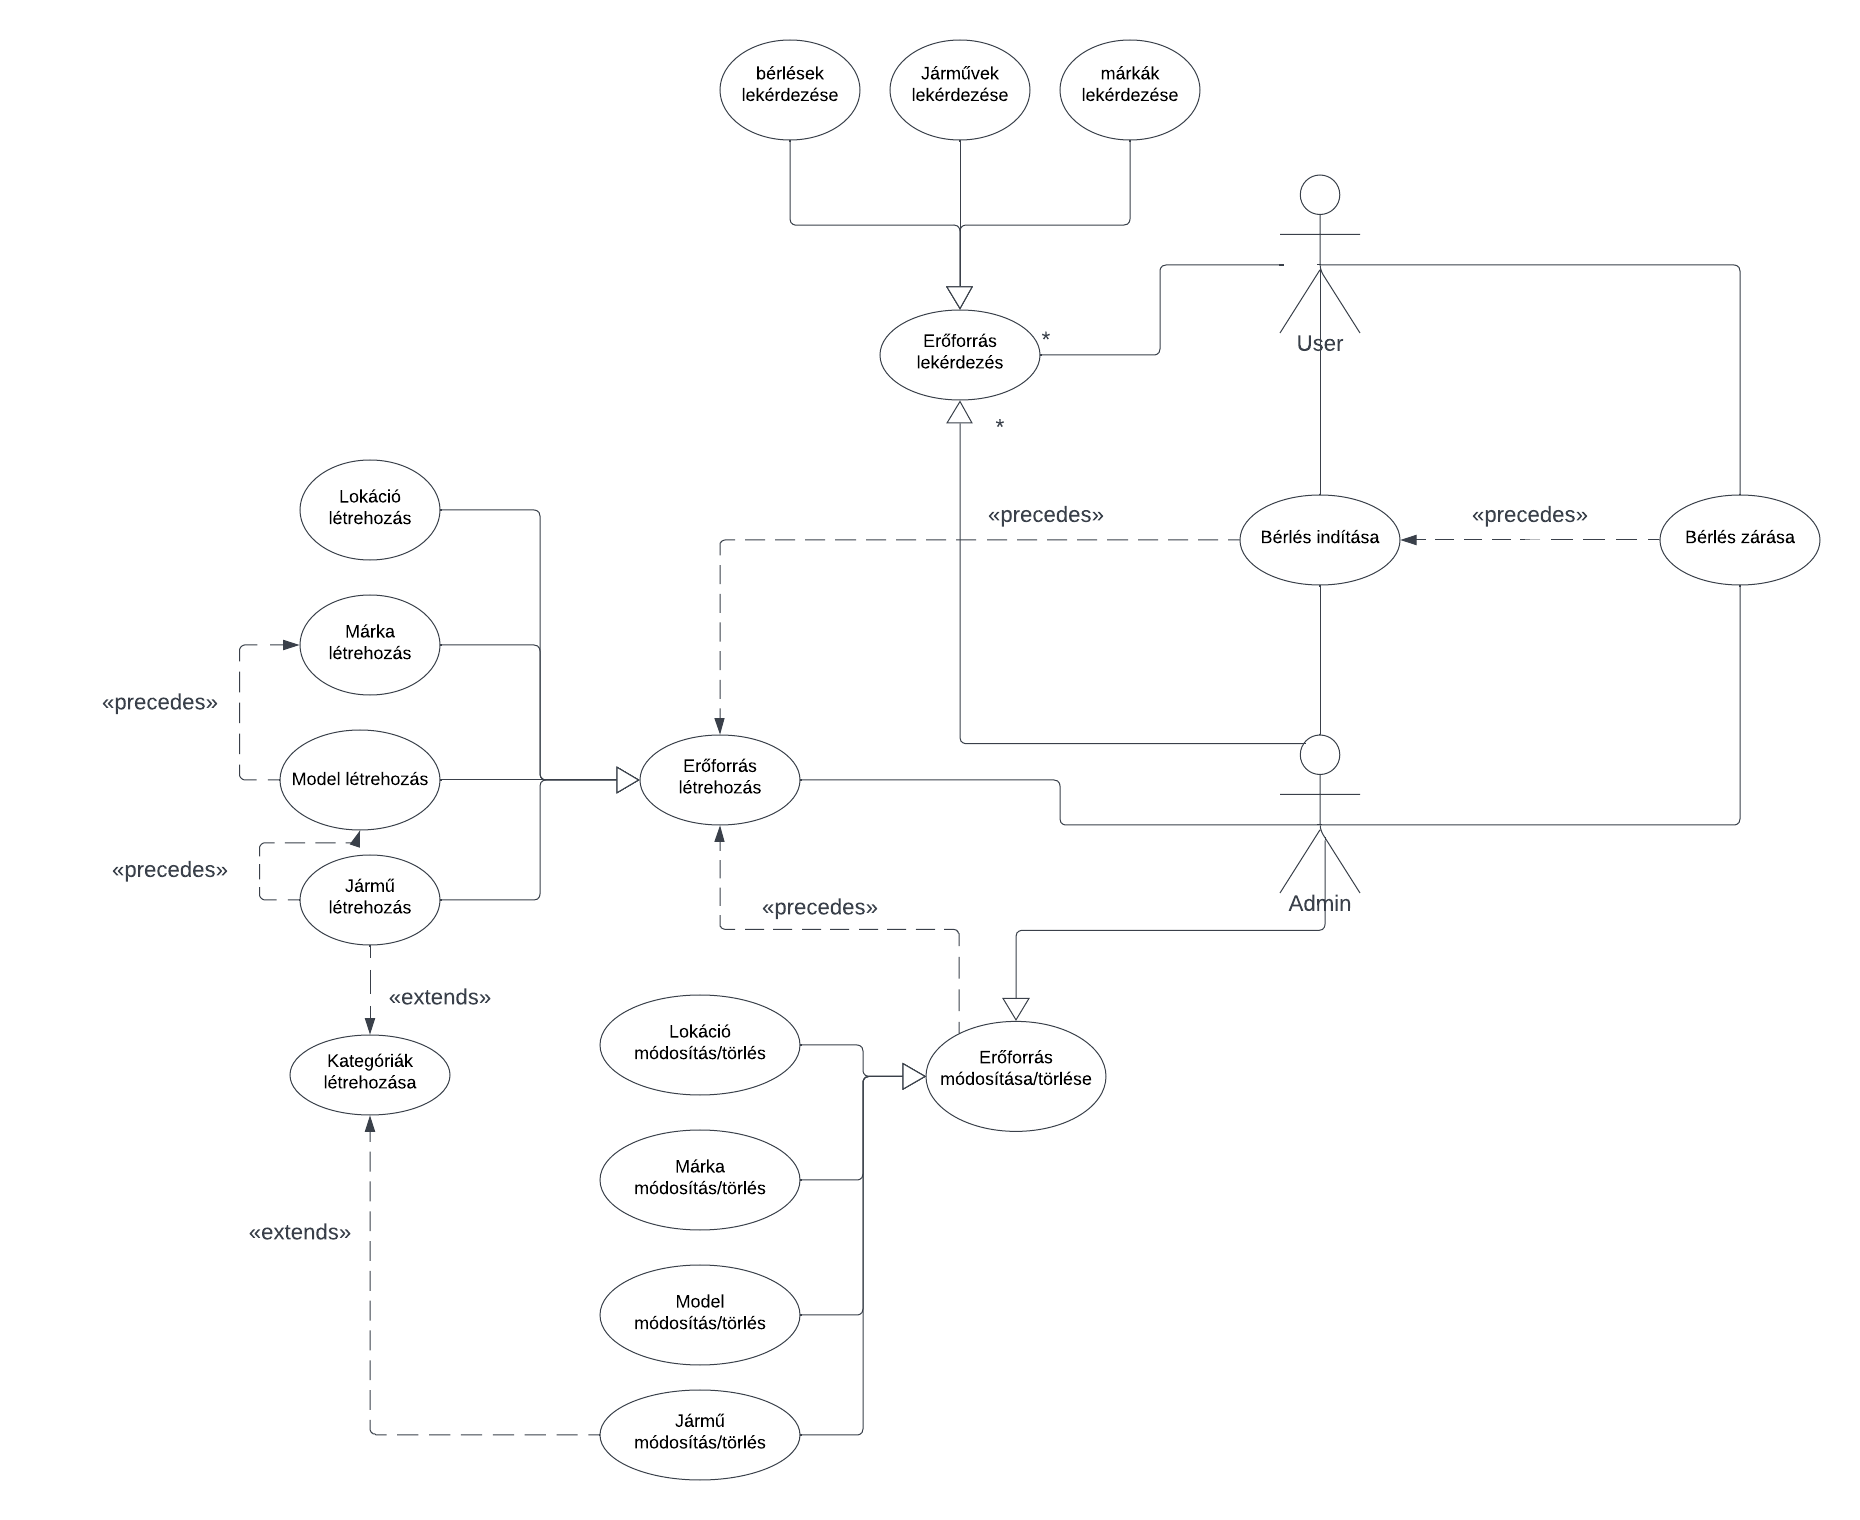 bérlések
lekérdezése
Járművek
lekérdezése
márkák
lekérdezése
User
Erőforrás
lekérdezés
*
*
Lokáció
létrehozás
«precedes»
«precedes»
Bérlés indítása
Bérlés zárása
Márka
létrehozás
«precedes»
Model létrehozás
Erőforrás
létrehozás
«precedes»
Jármű
létrehozás
«precedes»
Admin
«extends»
Kategóriák
létrehozása
Lokáció
módosítás/törlés
Erőforrás
módosítása/törlése
Márka
módosítás/törlés
«extends»
Model
módosítás/törlés
Jármű
módosítás/törlés